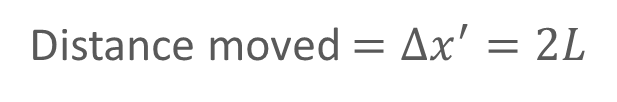 Distance moved = Δx′ = 2L